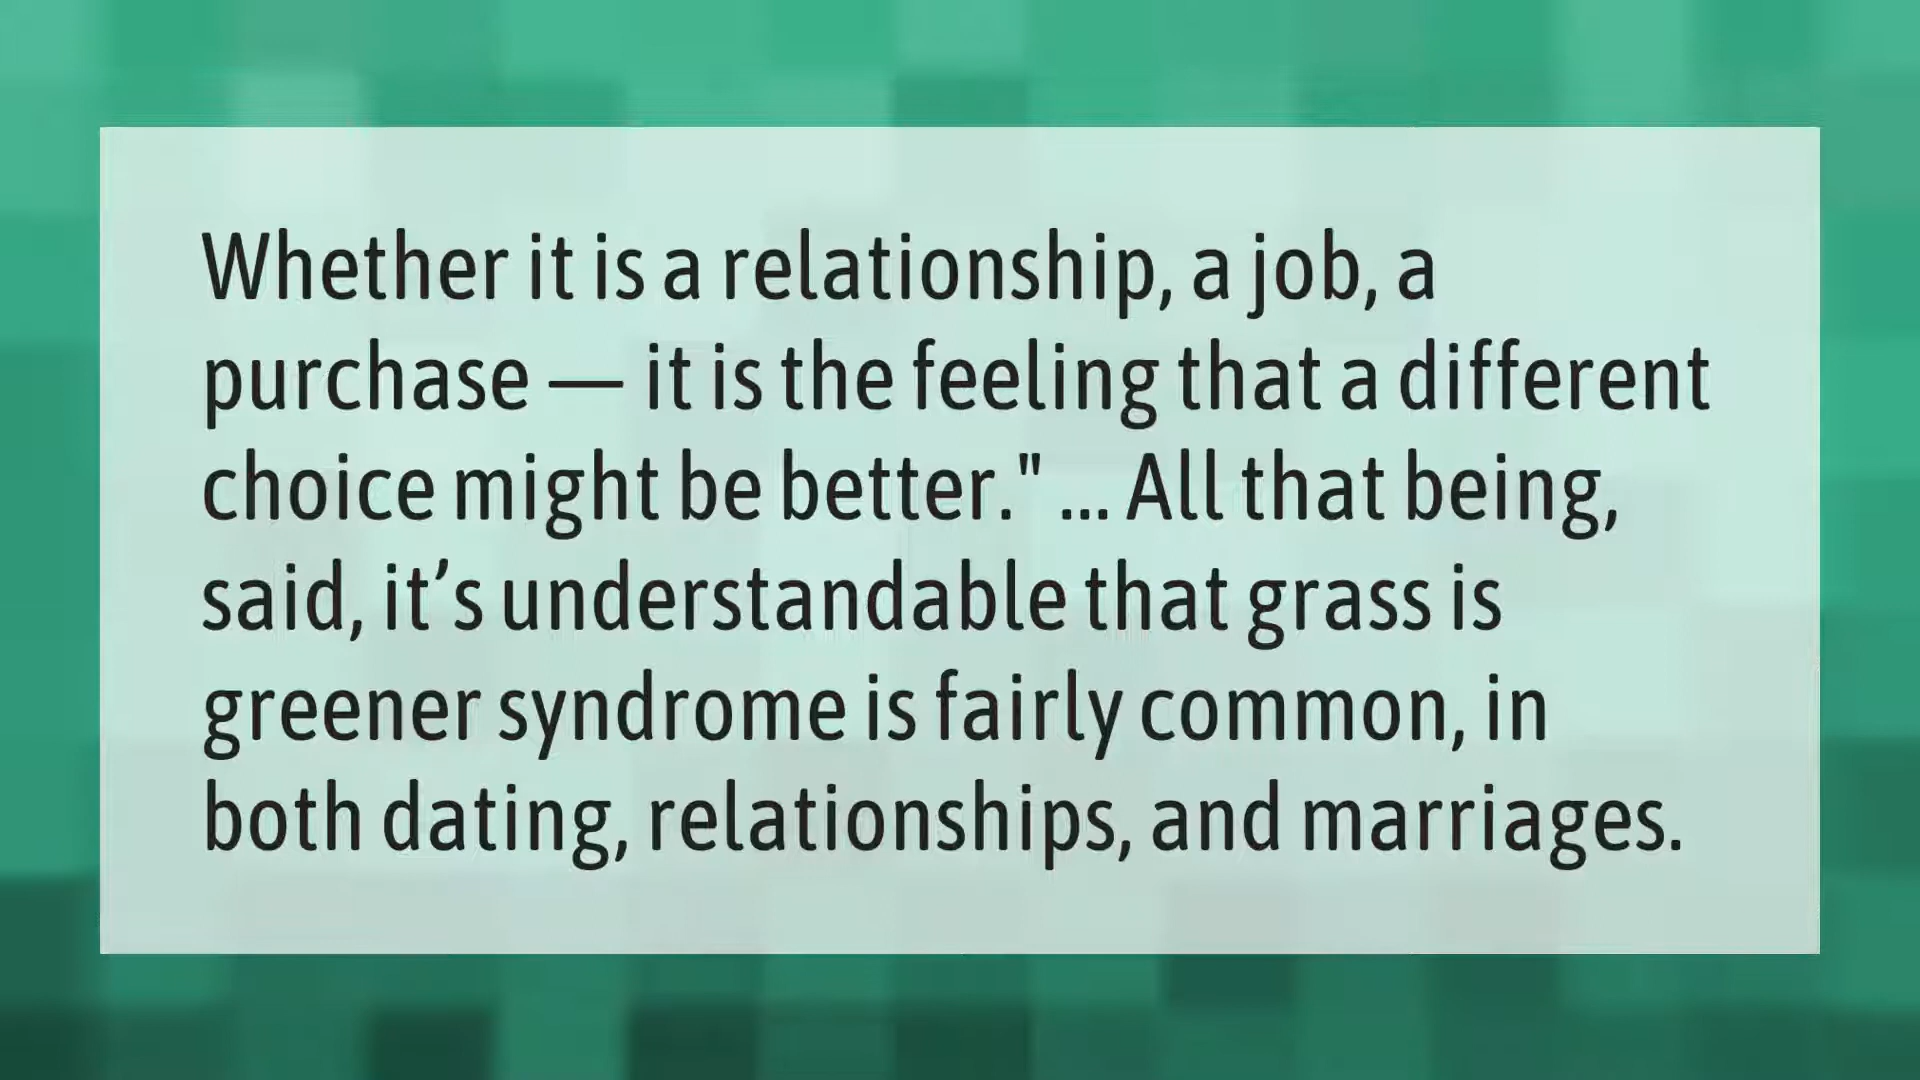 Whether it is a relationship, a job, a
purchase — it is the feeling that a different
choice might be better." ... All that being,
said, it’s understandable that grass is
greener syndrome is fairly common, in
both dating, relationships, and marriages.